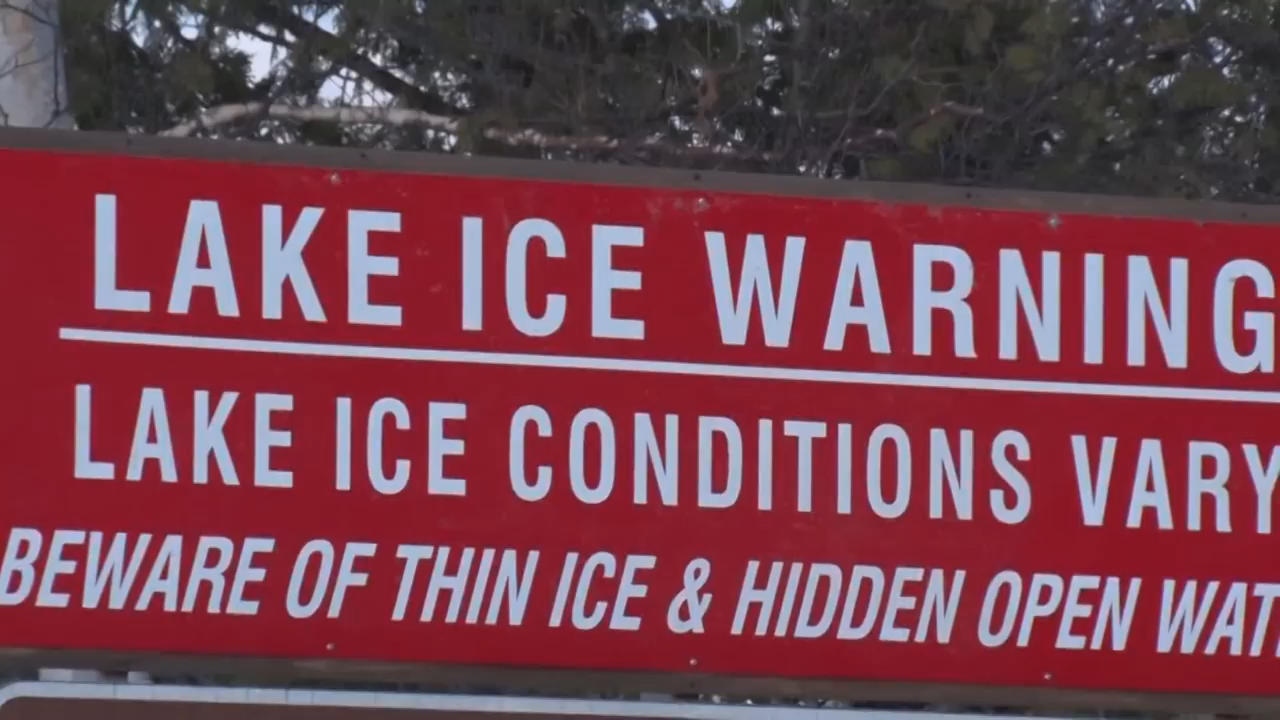 LAKE ICE WARNING
LAKE ICE CONDITIONS VARY
BEWARE OF THIN ICE & HIDDEN OPEN WAT